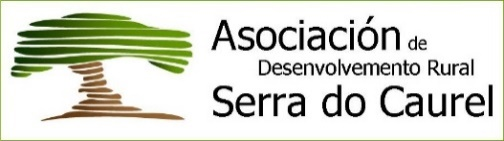 Asociación de
Desenvolvemento Rural
Serra do Caurel